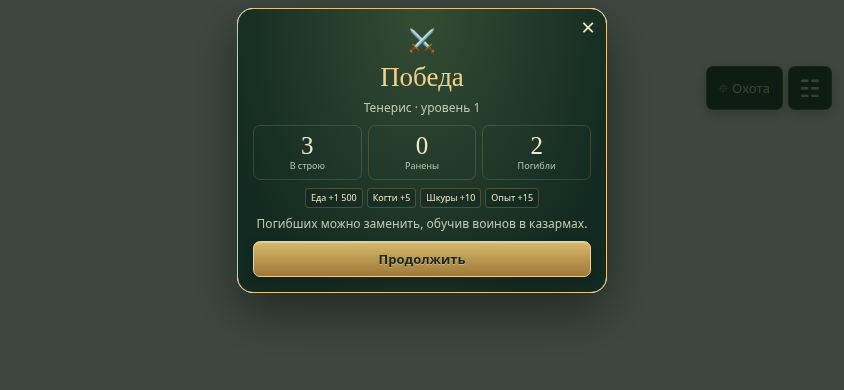 Победа
Тенерис · уровень 1
3 0 2
В строю Ранены Погибли
Еда +1 500 Когти +5 Шкуры +10 Опыт +15
Погибших можно заменить, обучив воинов в казармах.
Продолжить
Охота